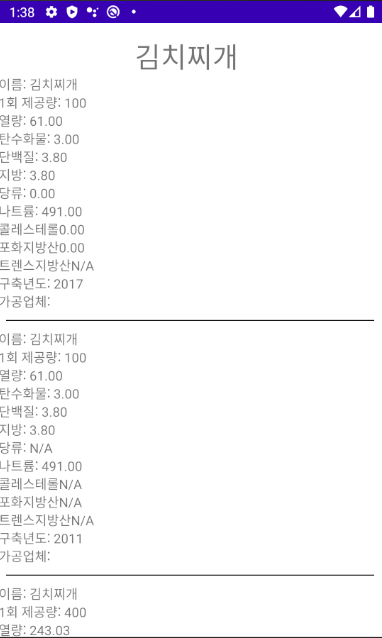 1:38
김치찌개
이름: 김치찌개
1회 제공량: 100
열량: 61.00
탄수화물: 3.00
단백질: 3.80
지방: 3.80
당류: 0.00
나트륨: 491.00
콜레스테롤0.00
포화지방산0.00
트렌스지방산N/A
구축년도: 2017
가공업체:
이름: 김치찌개
1회 제공량: 100
열량: 61.00
탄수화물: 3.00
단백질: 3.80
지방: 3.80
당류: N/A
나트륨: 491.00
콜레스테롤N/A
포화지방산N/A
트렌스지방산N/A
구축년도: 2011
가공업체:
이름: 김치찌개
1회 제공량: 400
열량: 243.03